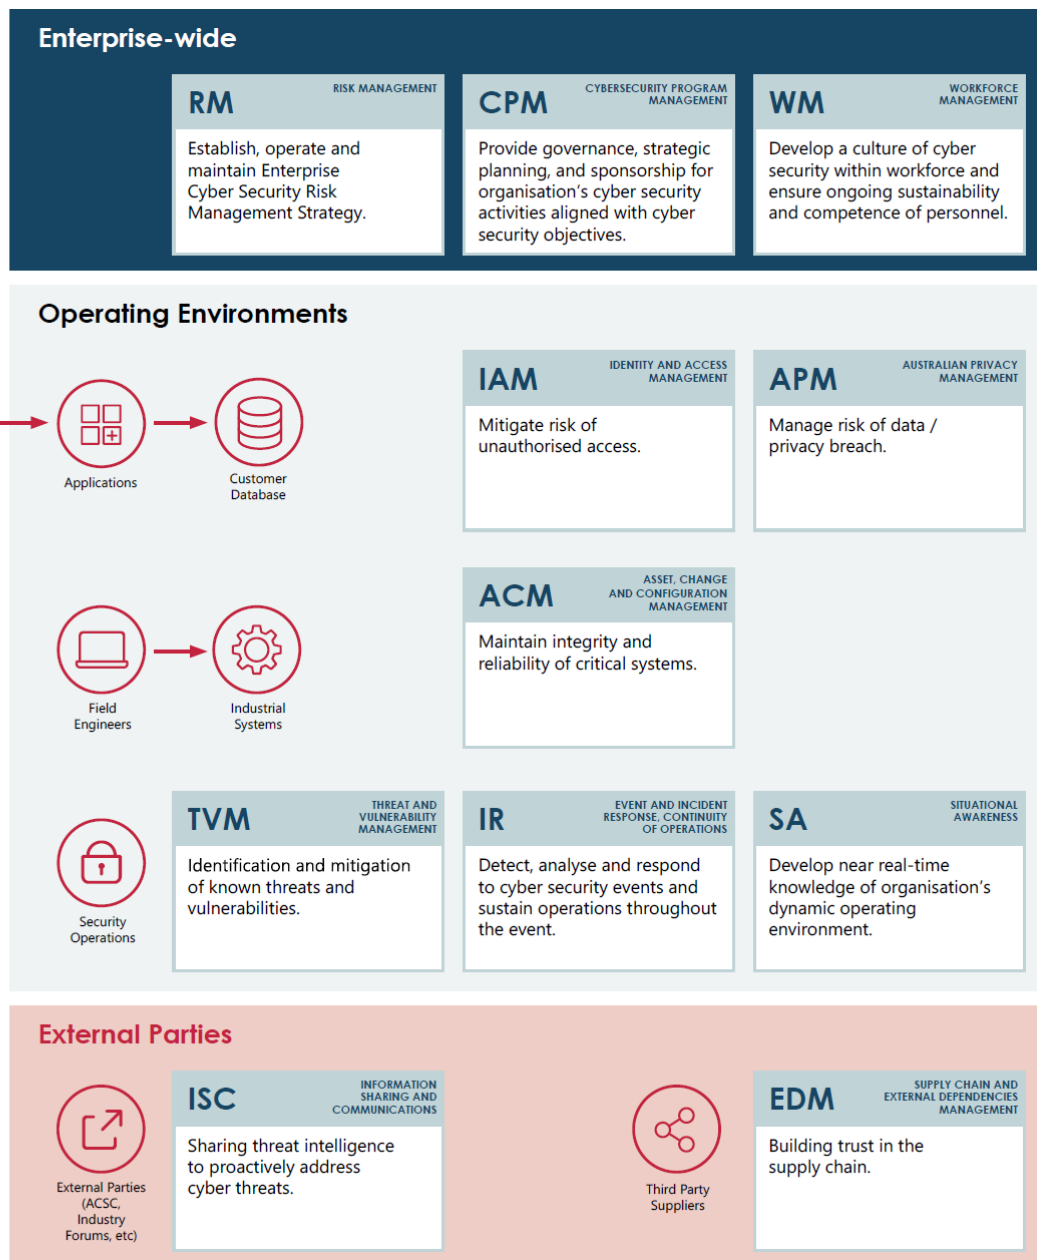 Enterprise-wide
RM
RISK MANAGEMENT
Establish, operate and
maintain Enterprise
Cyber Security Risk
Management Strategy.
CPM
CYBERSECURITY PROGRAM
MANAGEMENT
Provide governance, strategic
planning, and sponsorship for
organisation's cyber security
activities aligned with cyber
security objectives.
WM
WORKFORCE
MANAGEMENT
Develop a culture of cyber
security within workforce and
ensure ongoing sustainability
and competence of personnel.
Operating Environments
Applications
Customer
Database
IAM
IDENTITY AND ACCESS
MANAGEMENT
Mitigate risk of
unauthorised access.
APM
AUSTRALIAN PRIVACY
MANAGEMENT
Manage risk of data /
privacy breach.
Field
Engineers
Industrial
Systems
ACM
ASSET, CHANGE
AND CONFIGURATION
MANAGEMENT
Maintain integrity and
reliability of critical systems.
Security
Operations
TVM
THREAT AND
VULNERABILITY
MANAGEMENT
Identification and mitigation
of known threats and
vulnerabilities.
IR
EVENT AND INCIDENT
RESPONSE, CONTINUITY
OF OPERATIONS
Detect, analyse and respond
to cyber security events and
sustain operations throughout
the event.
SA
SITUATIONAL
AWARENESS
Develop near real-time
knowledge of organisation's
dynamic operating
environment.
External Parties
External Parties
(ACSC,
Industry
Forums, etc)
ISC
INFORMATION
SHARING AND
COMMUNICATIONS
Sharing threat intelligence
to proactively address
cyber threats.
Third Party
Suppliers
EDM
SUPPLY CHAIN AND
EXTERNAL DEPENDENCIES
MANAGEMENT
Building trust in the
supply chain.